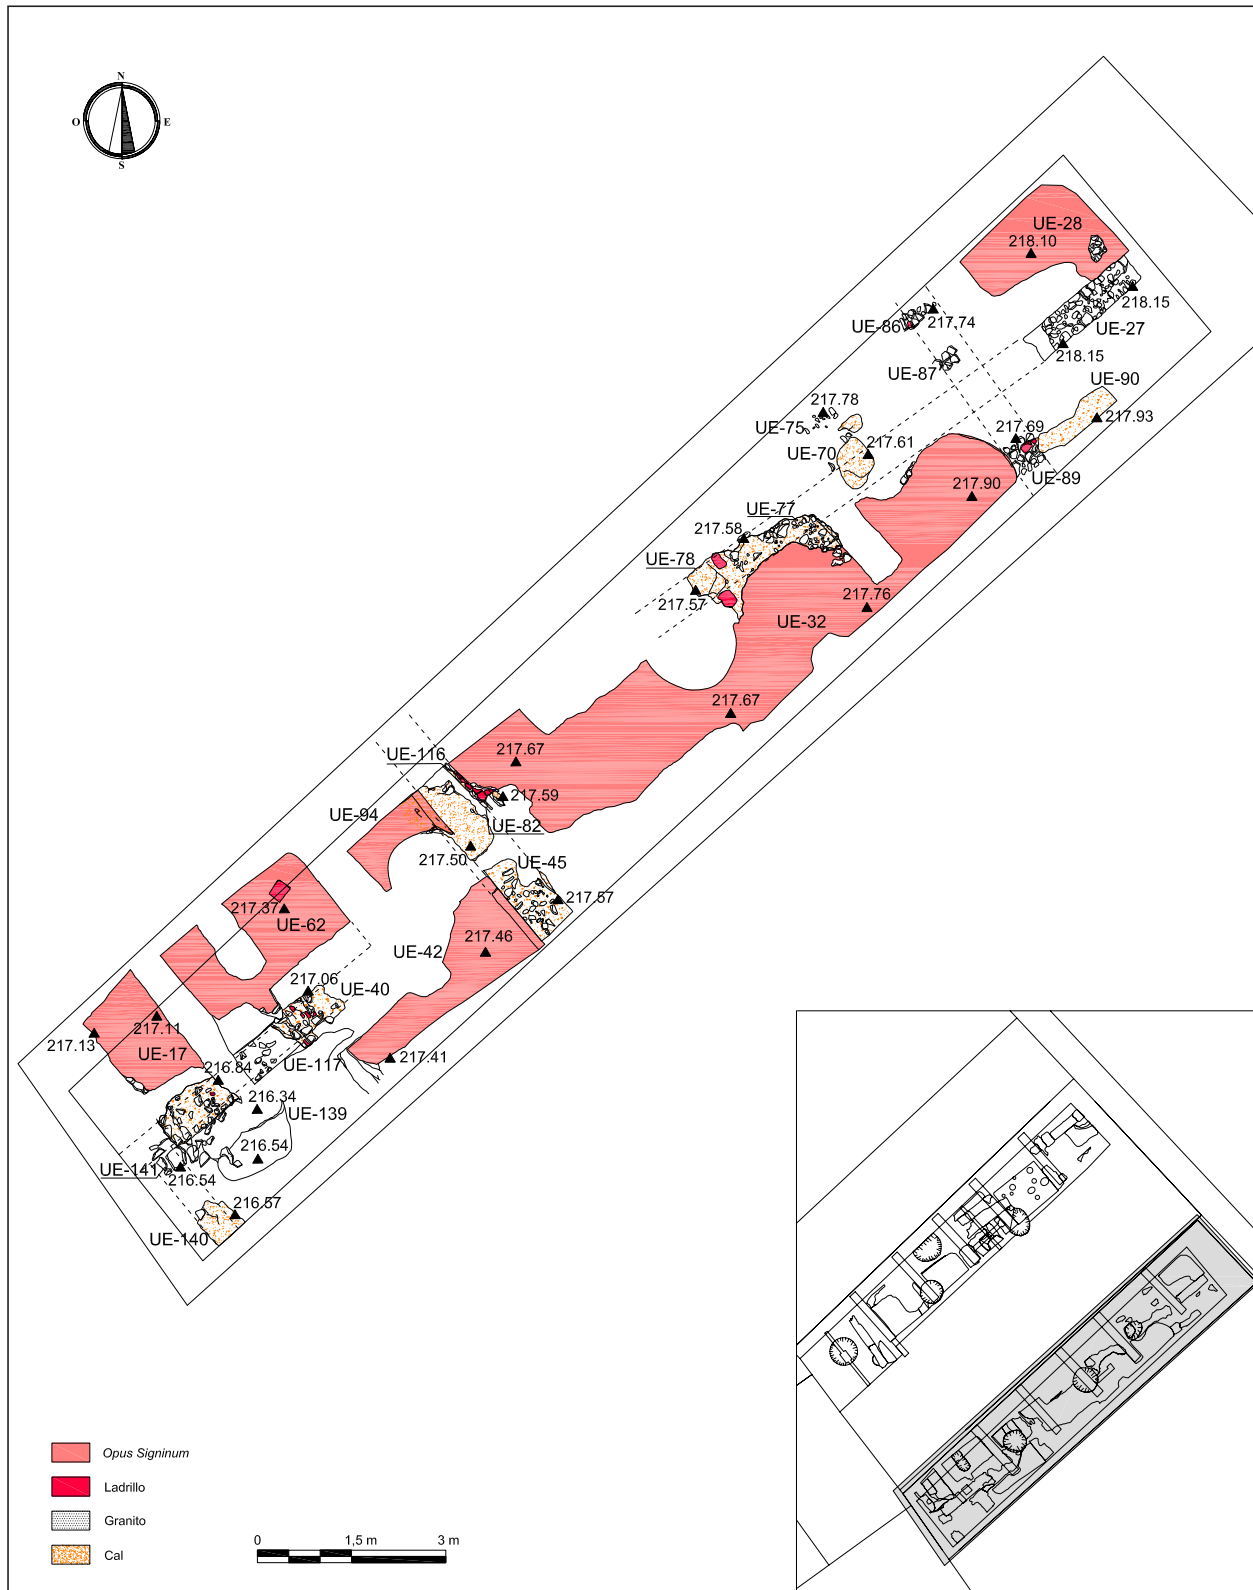 N
O
E
S
UE-28
218.10
218.15
UE-27
218.15
UE-86
217.74
UE-87
UE-90
217.93
217.78
UE-75
217.69
UE-70
217.61
UE-89
217.90
UE-77
217.58
UE-78
217.57
217.76
UE-32
217.67
217.67
UE-116
217.59
UE-94
UE-82
217.50
UE-45
217.57
217.37
UE-62
217.46
UE-42
217.06
UE-40
217.11
217.13
UE-17
UE-117
217.41
216.84
216.34
UE-139
216.54
UE-141
216.54
216.57
UE-140
Opus Signinum
Ladrillo
Granito
Cal
0 1,5 m 3 m